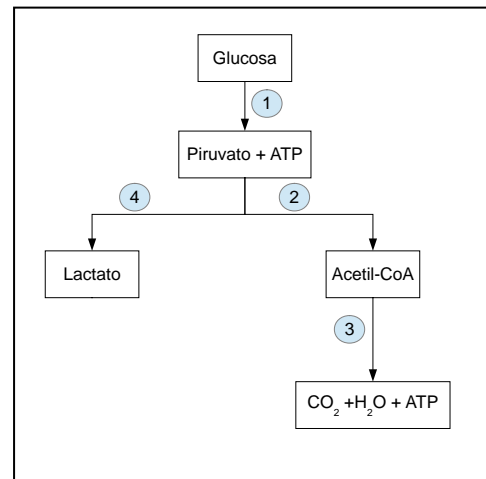 Glucosa
1
Piruvato + ATP
4
2
Lactato
Acetil-CoA
3
CO₂ +H₂O + ATP